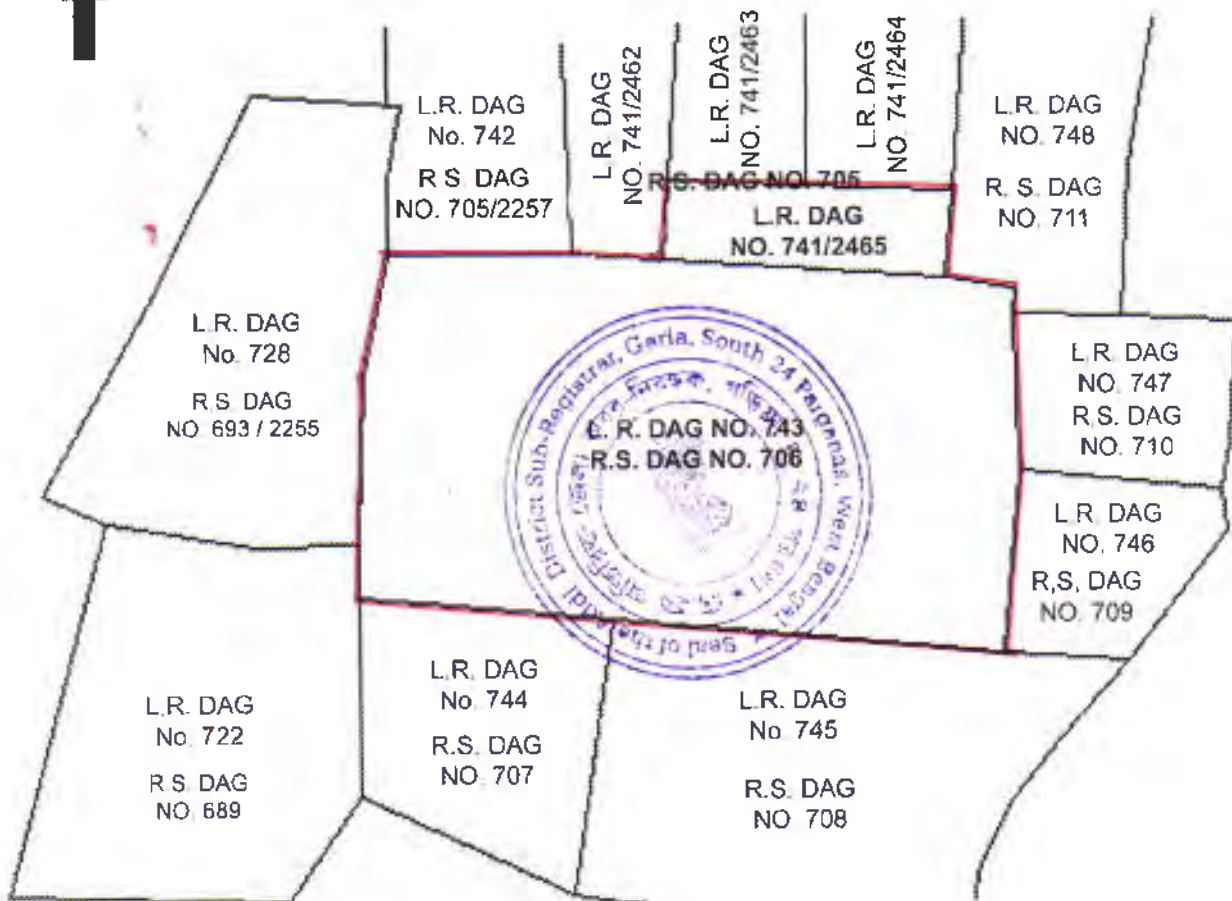 L.R. DAG
No. 742
R.S. DAG
NO. 705/2257
L.R. DAG
NO. 741/2462
L.R. DAG
NO. 741/2463
L.R. DAG
NO. 741/2464
L.R. DAG
NO. 748
R. S. DAG
NO. 711
R.S. DAG NO. 705
L.R. DAG
NO. 741/2465
L.R. DAG
No. 728
R.S. DAG
NO. 693 / 2255
L. R. DAG NO. 743
R.S. DAG NO. 706
Seal of the Addl. District Sub-Registrar, Garia, South 24 Parganas, West Bengal
L.R. DAG
NO. 747
R.S. DAG
NO. 710
L.R. DAG
NO. 746
R,S, DAG
NO. 709
L.R. DAG
No. 722
R.S. DAG
NO. 689
L.R. DAG
No. 744
R.S. DAG
NO. 707
L.R. DAG
No. 745
R.S. DAG
NO. 708